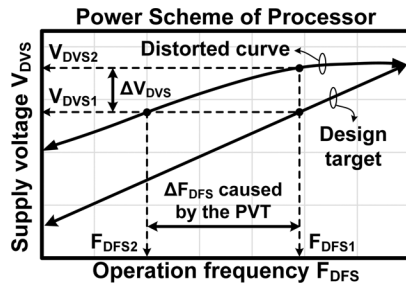 Power Scheme of Processor
Supply voltage VDVS
VDVS2
Distorted curve
ΔVDVS
VDVS1
Design
target
ΔFDFS caused
by the PVT
FDFS2
FDFS1
Operation frequency FDFS